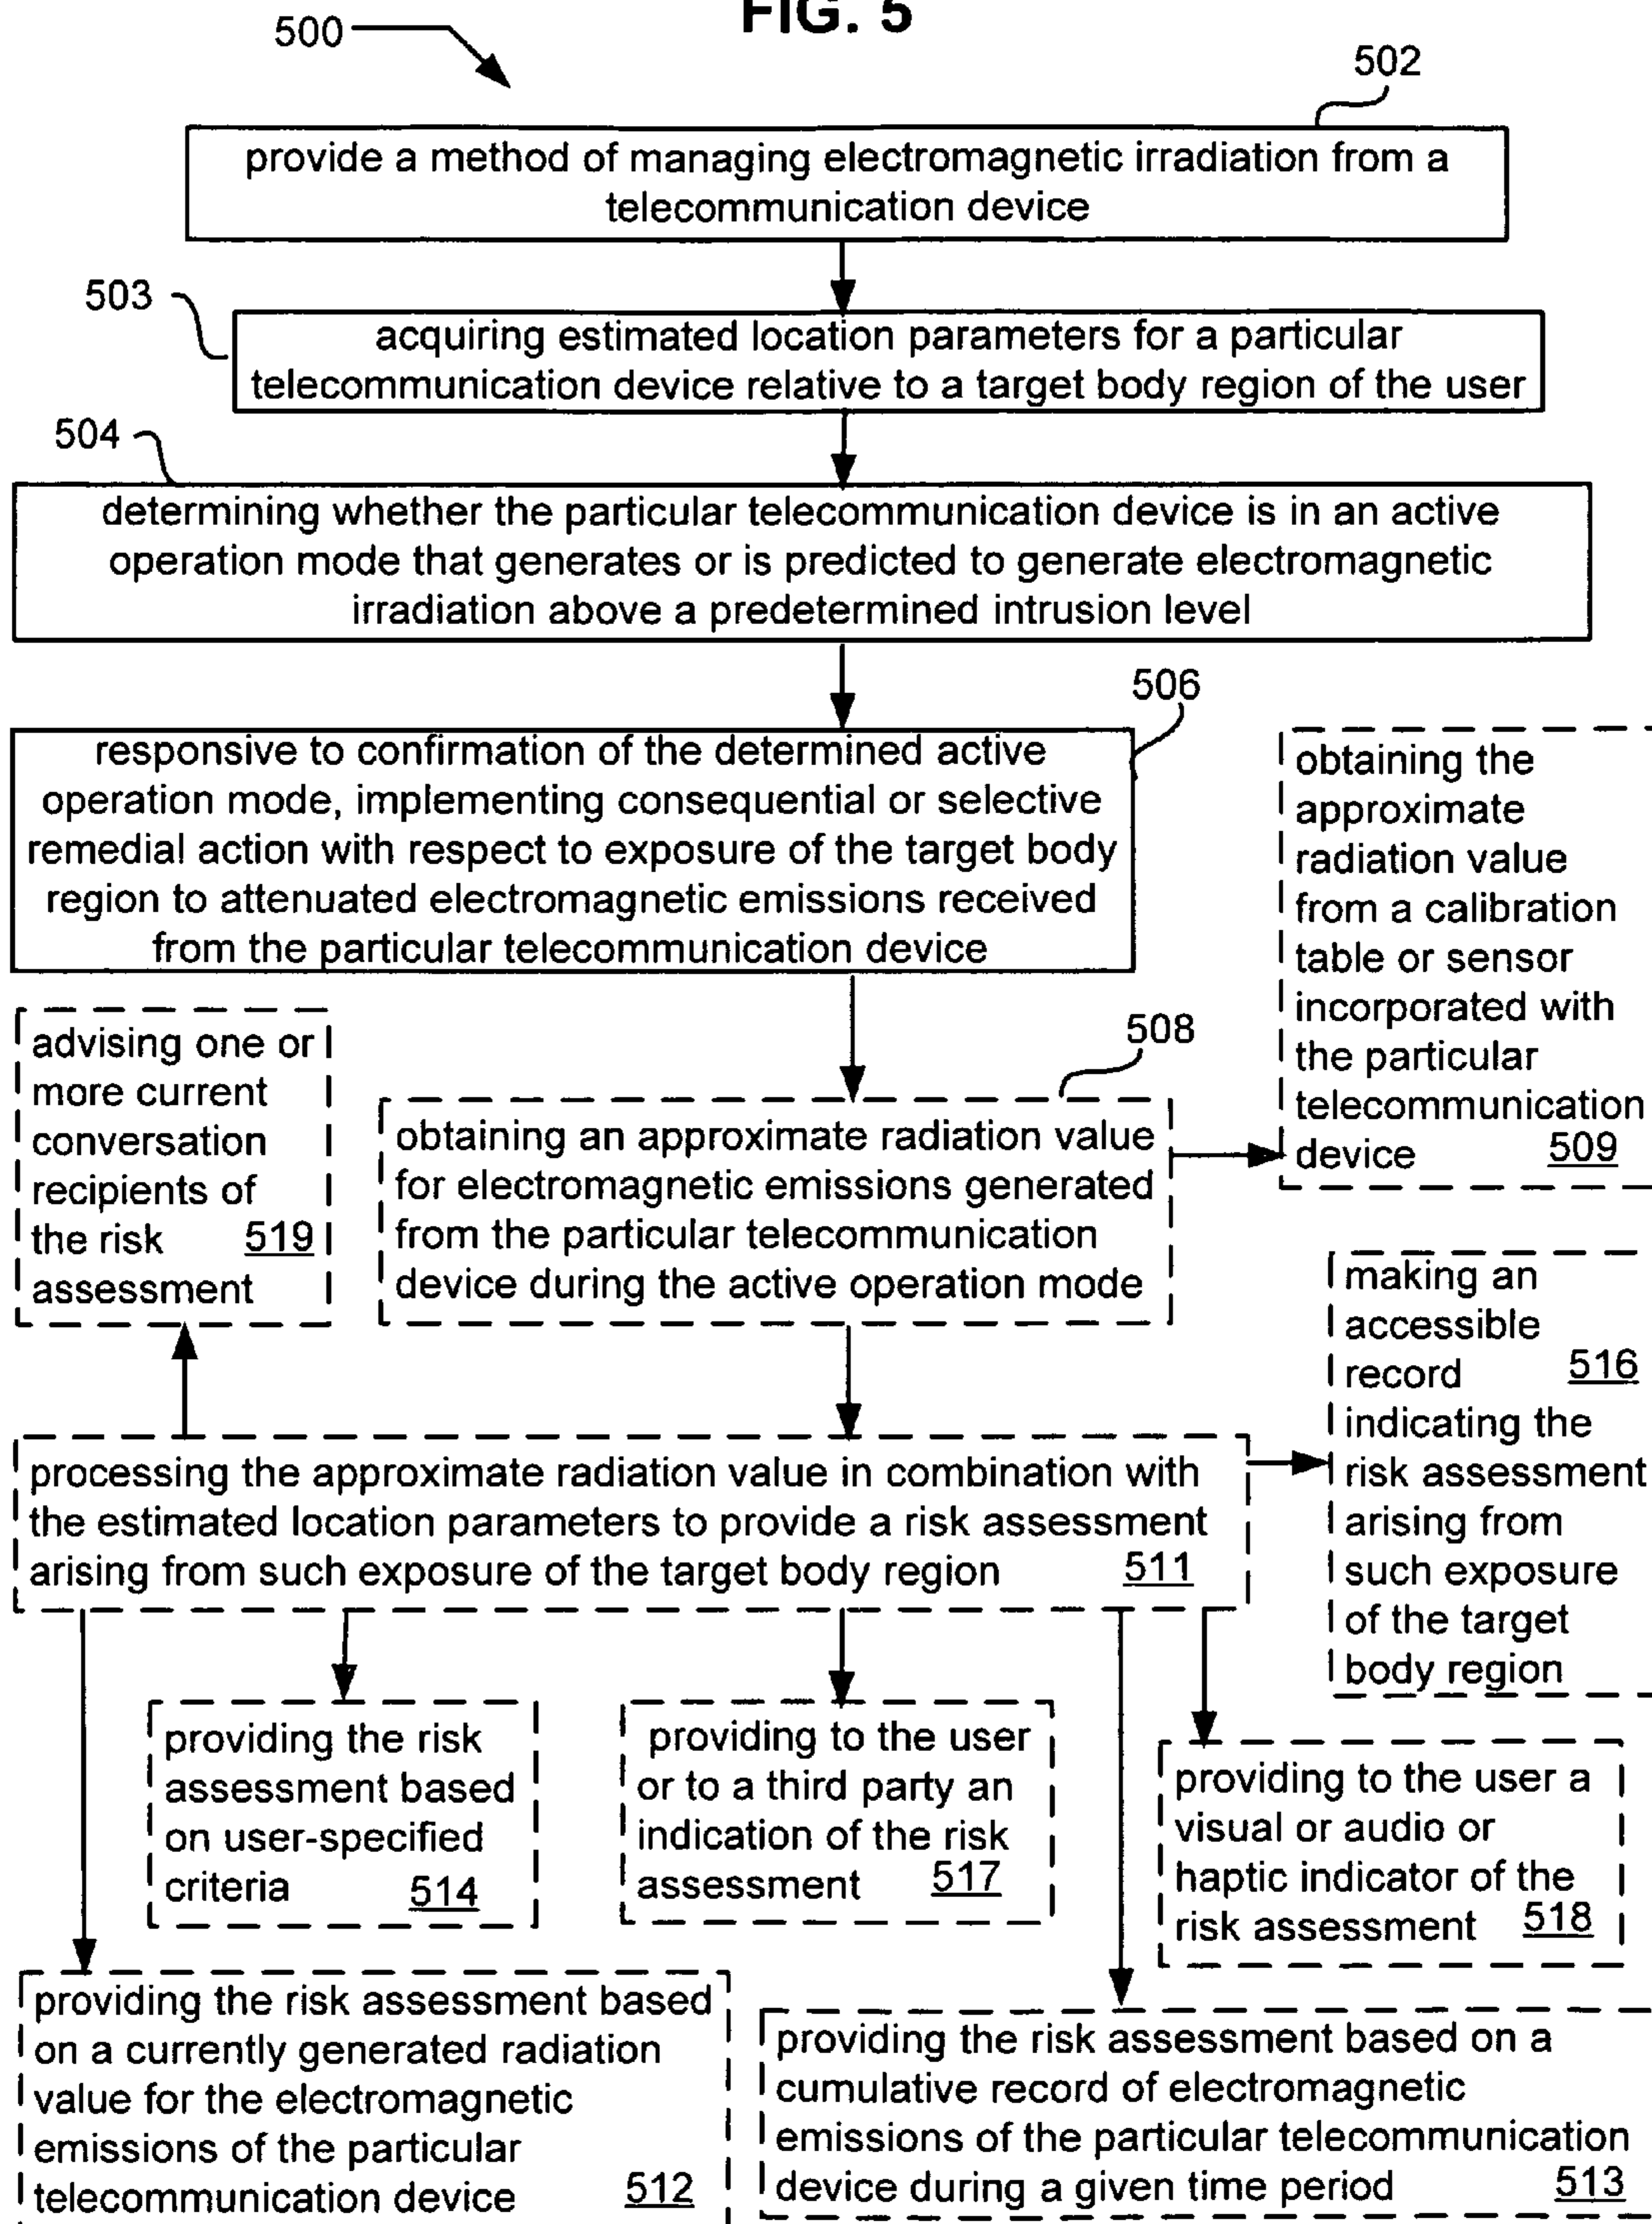 FIG. 5
500
502
provide a method of managing electromagnetic irradiation from a
telecommunication device
503
acquiring estimated location parameters for a particular
telecommunication device relative to a target body region of the user
504
determining whether the particular telecommunication device is in an active
operation mode that generates or is predicted to generate electromagnetic
irradiation above a predetermined intrusion level
506
responsive to confirmation of the determined active
operation mode, implementing consequential or selective
remedial action with respect to exposure of the target body
region to attenuated electromagnetic emissions received
from the particular telecommunication device
obtaining the
approximate
radiation value
from a calibration
table or sensor
incorporated with
the particular
telecommunication
device 509
advising one or
more current
conversation
recipients of
the risk 519
assessment
508
obtaining an approximate radiation value
for electromagnetic emissions generated
from the particular telecommunication
device during the active operation mode
making an
accessible
record 516
indicating the
risk assessment
arising from
such exposure
of the target
body region
processing the approximate radiation value in combination with
the estimated location parameters to provide a risk assessment
arising from such exposure of the target body region 511
providing the risk
assessment based
on user-specified
criteria 514
providing to the user
or to a third party an
indication of the risk
assessment 517
providing to the user a
visual or audio or
haptic indicator of the
risk assessment 518
providing the risk assessment based
on a currently generated radiation
value for the electromagnetic
emissions of the particular
telecommunication device 512
providing the risk assessment based on a
cumulative record of electromagnetic
emissions of the particular telecommunication
device during a given time period 513